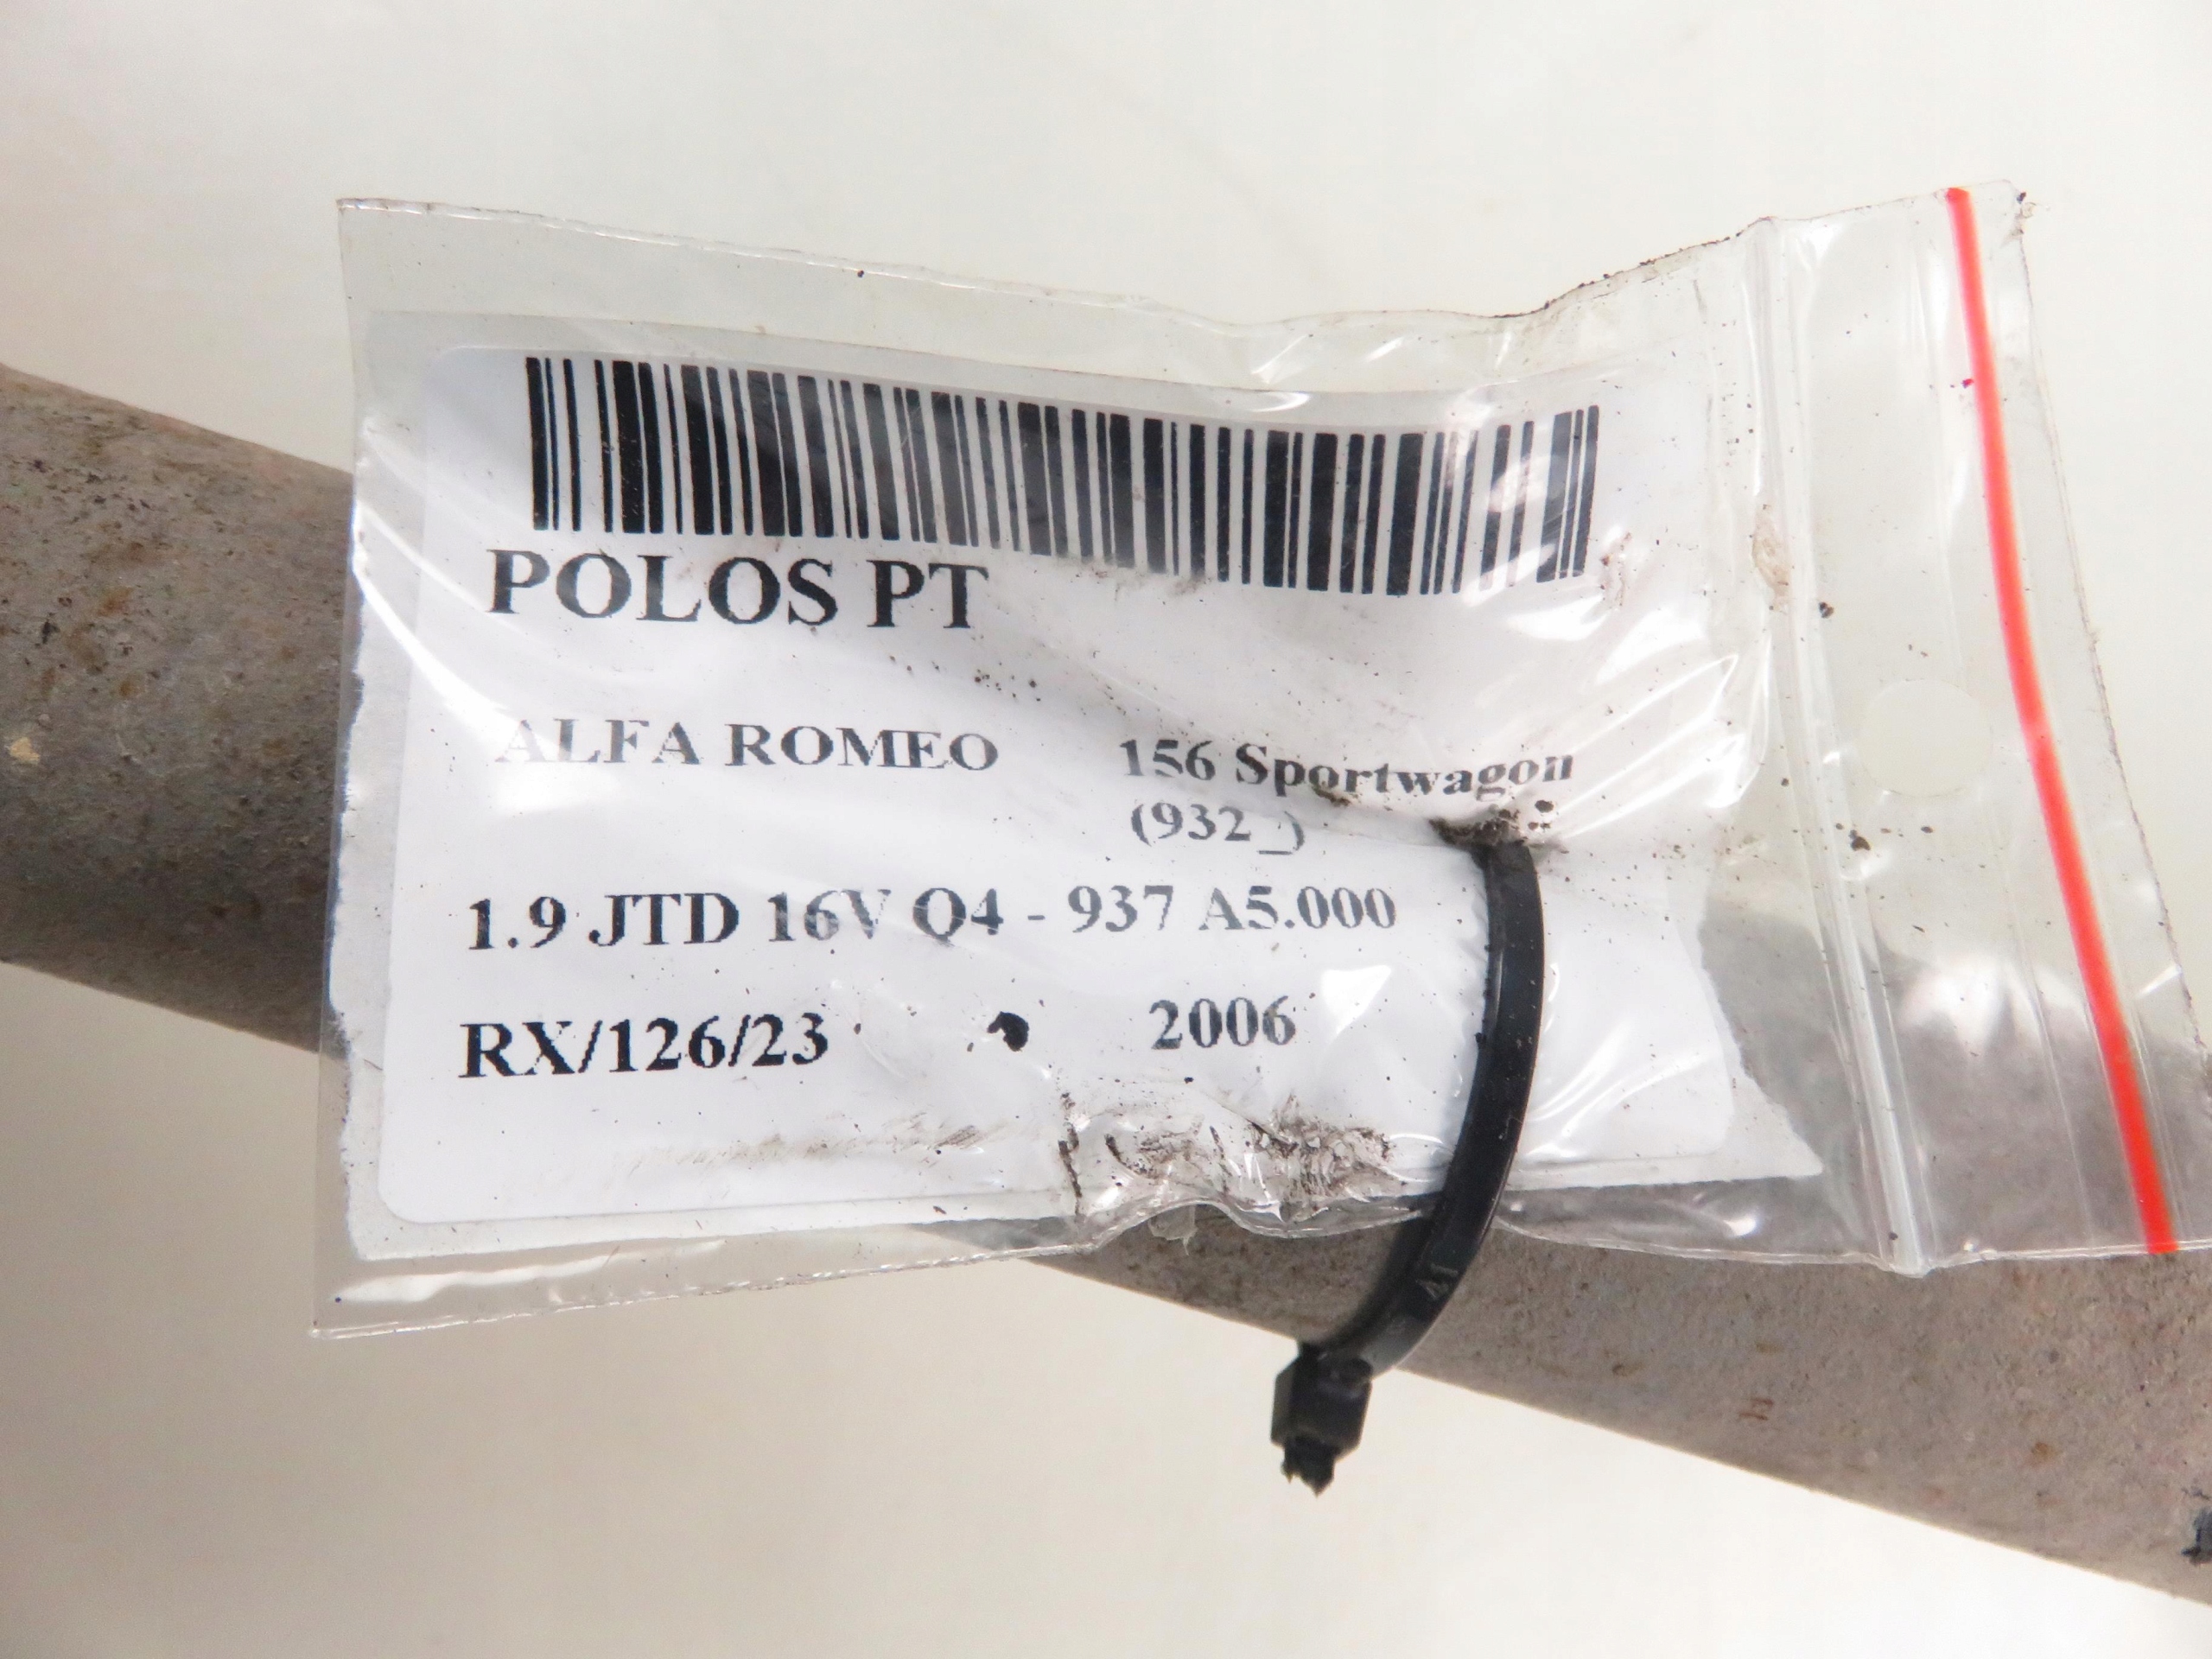 POLOS PT
ALFA ROMEO 156 Sportwagon
(932_)
1.9 JTD 16V Q4 - 937 A5.000
RX/126/23 2006